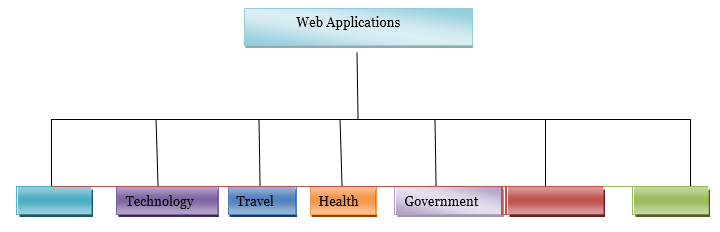 Web Applications
Technology
Travel
Health
Government